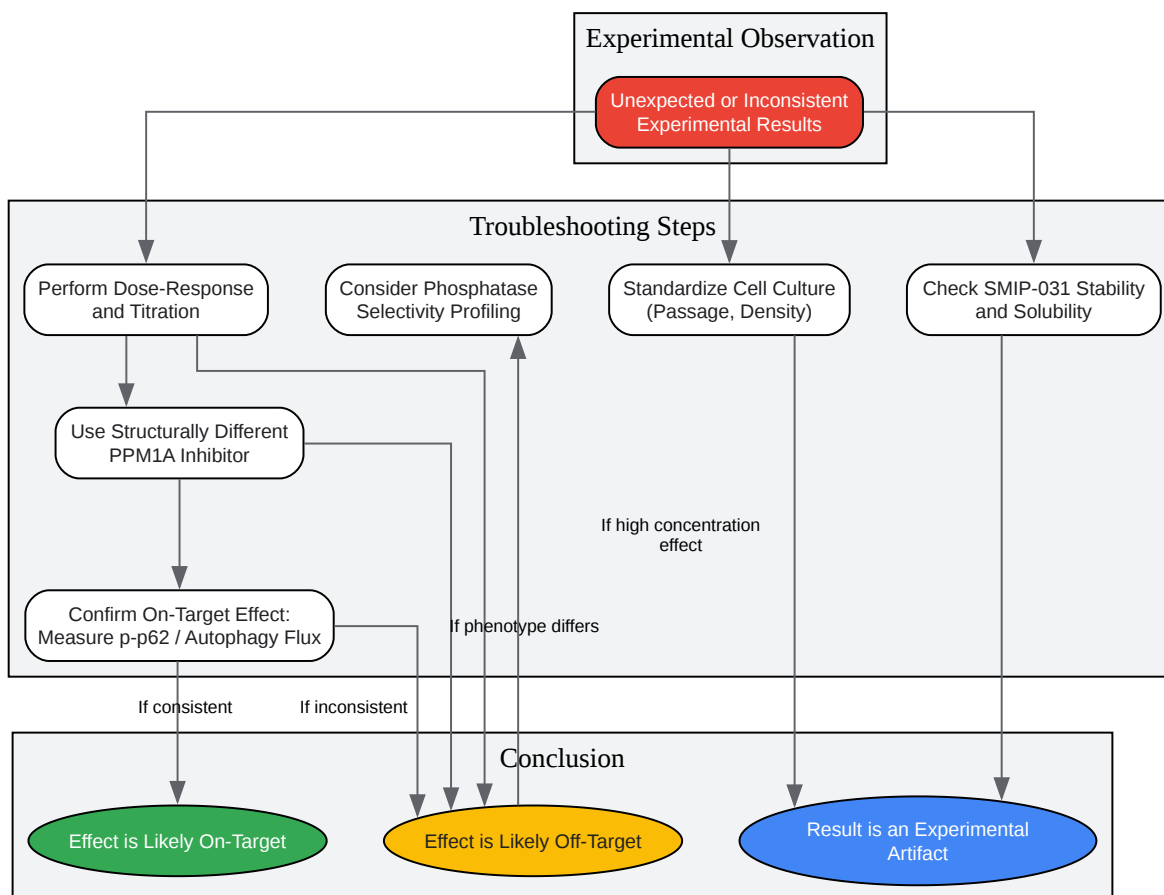 Experimental Observation
Unexpected or Inconsistent
Experimental Results
Troubleshooting Steps
Perform Dose-Response
and Titration
Consider Phosphatase
Selectivity Profiling
Standardize Cell Culture
(Passage, Density)
Check SMIP-031 Stability
and Solubility
Use Structurally Different
PPM1A Inhibitor
If high concentration
effect
Confirm On-Target Effect:
Measure p-p62 / Autophagy Flux
If phenotype differs
If consistent
If inconsistent
Conclusion
Effect is Likely On-Target
Effect is Likely Off-Target
Result is an Experimental
Artifact